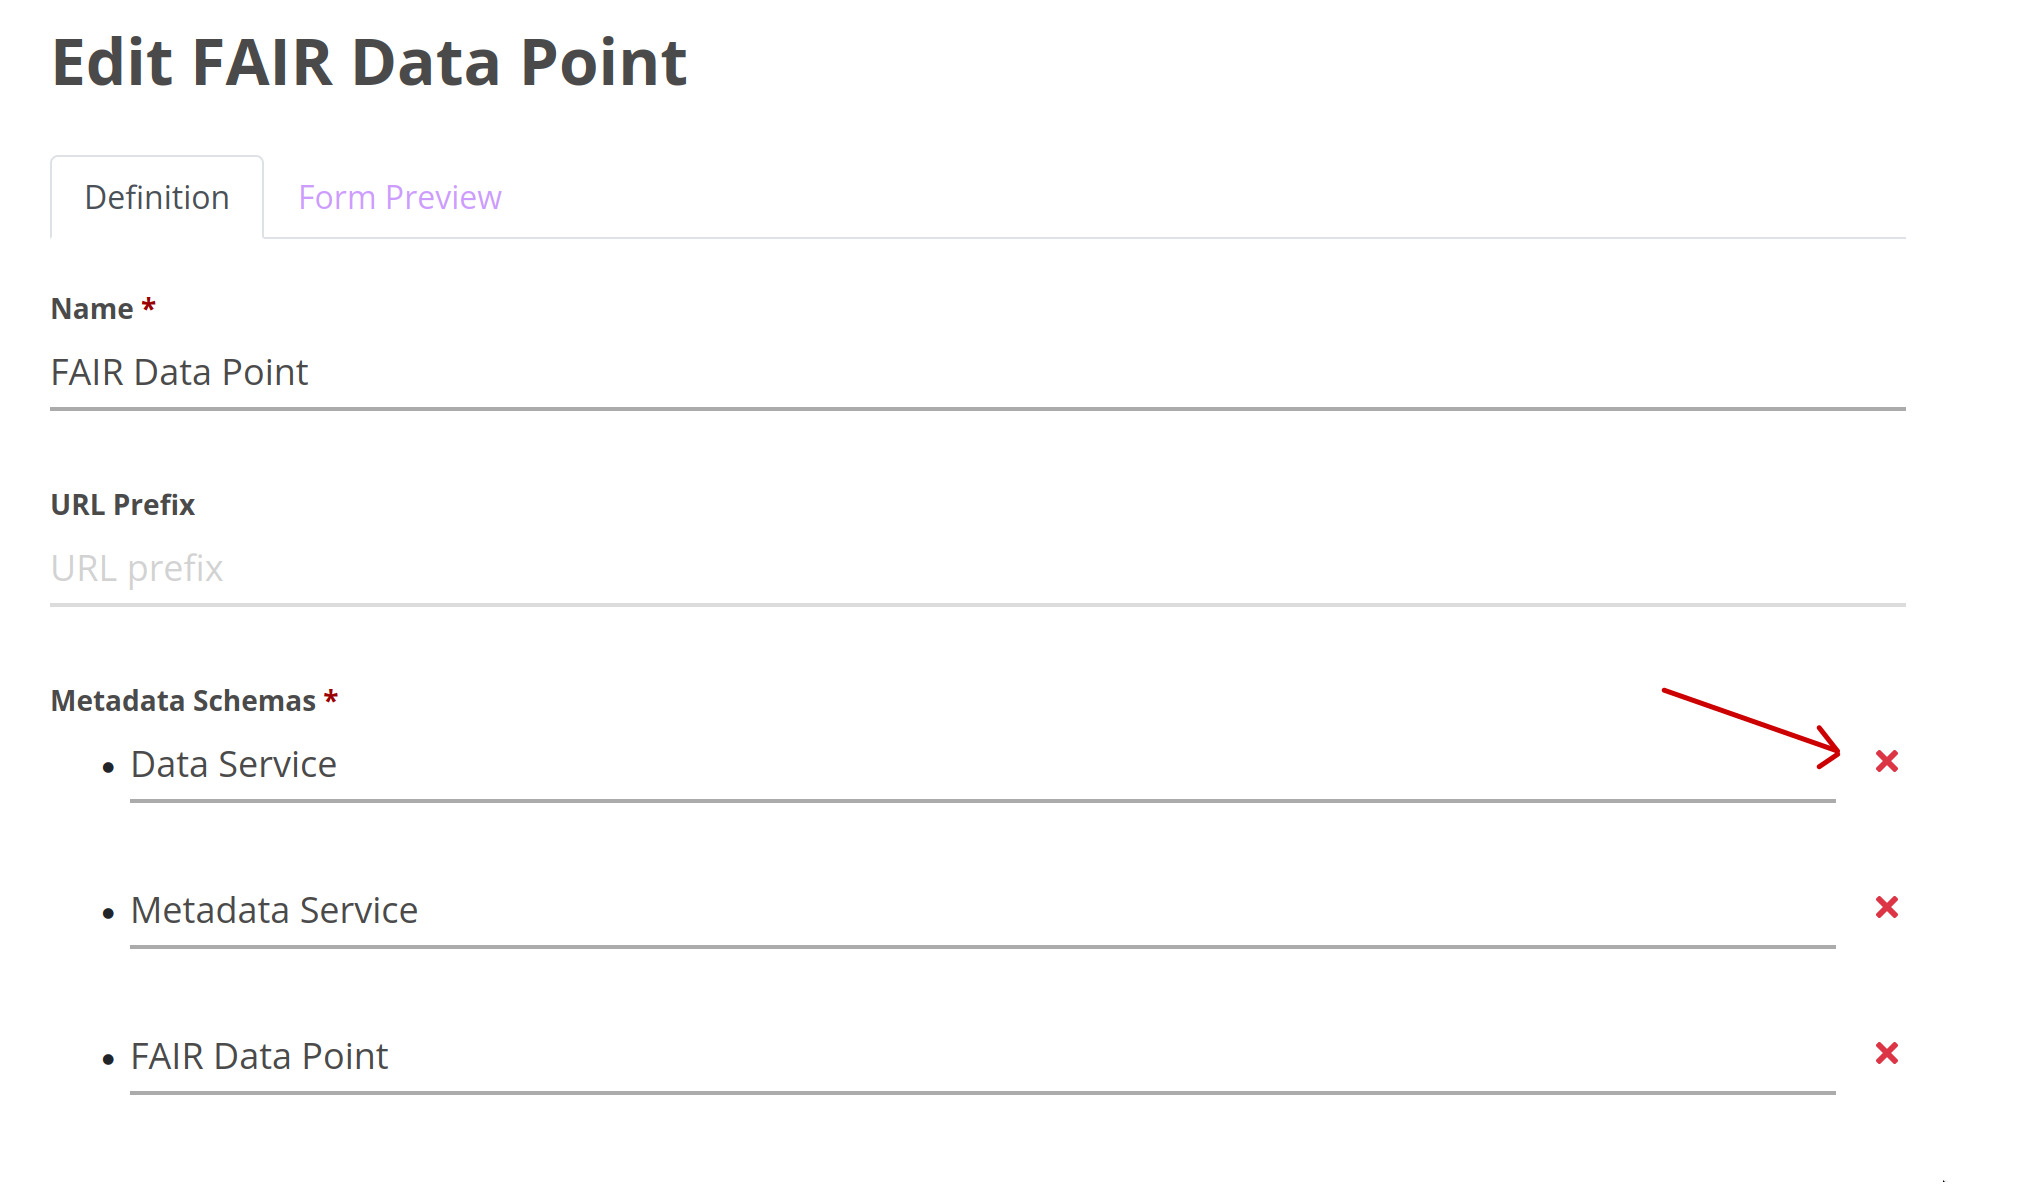 Edit FAIR Data Point
Definition Form Preview
Name *
FAIR Data Point
URL Prefix
URL prefix
Metadata Schemas *
Data Service
Metadata Service
FAIR Data Point